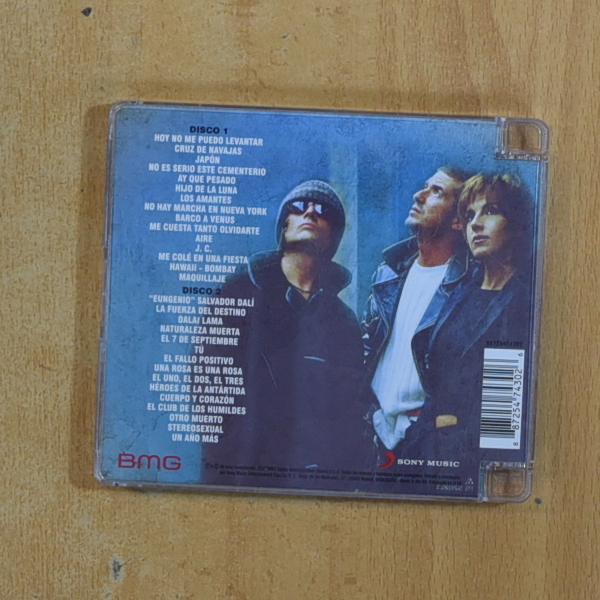 DISCO 1
HOY NO ME PUEDO LEVANTAR
CRUZ DE NAVAJAS
JAPÓN
NO ES SERIO ESTE CEMENTERIO
AY QUE PESADO
HIJO DE LA LUNA
LOS AMANTES
NO HAY MARCHA EN NUEVA YORK
BARCO A VENUS
ME CUESTA TANTO OLVIDARTE
AIRE
J. C.
ME COLÉ EN UNA FIESTA
HAWAII - BOMBAY
MAQUILLAJE
DISCO 2
"EUNGENIO" SALVADOR DALÍ
LA FUERZA DEL DESTINO
DALAI LAMA
NATURALEZA MUERTA
EL 7 DE SEPTIEMBRE
TÚ
EL FALLO POSITIVO
UNA ROSA ES UNA ROSA
EL UNO, EL DOS, EL TRES
HÉROES DE LA ANTÁRTIDA
CUERPO Y CORAZÓN
EL CLUB DE LOS HUMILDES
OTRO MUERTO
STEREOSEXUAL
UN AÑO MÁS
8 87254 74302 6
BMG
SONY MUSIC